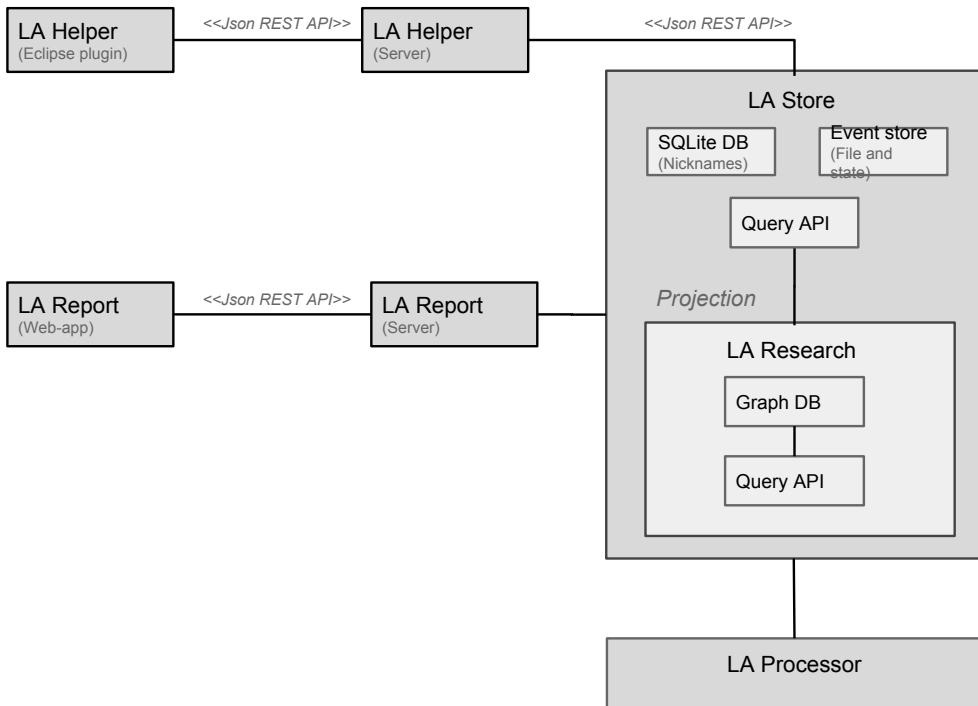 LA Helper
(Eclipse plugin)
<<Json REST API>>
LA Helper
(Server)
<<Json REST API>>
LA Store
SQLite DB
(Nicknames)
Event store
(File and
state)
Query API
LA Report
(Web-app)
<<Json REST API>>
LA Report
(Server)
Projection
LA Research
Graph DB
Query API
LA Processor